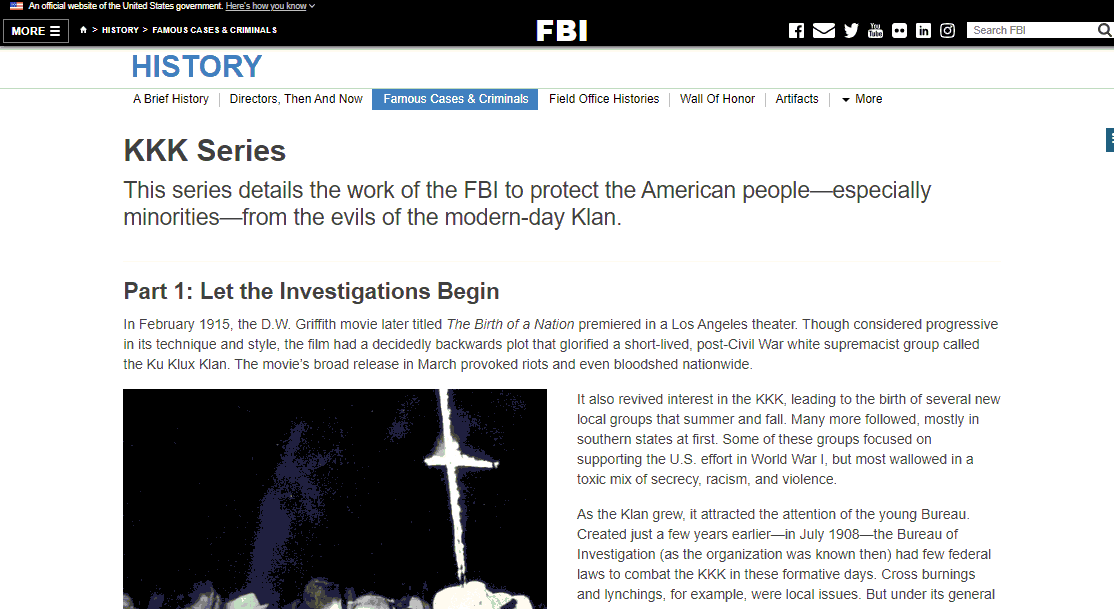 An official website of the United States government. Here's how you know
MORE
> HISTORY > FAMOUS CASES & CRIMINALS
FBI
You Tube
Search FBI
HISTORY
A Brief History
Directors, Then And Now
Famous Cases & Criminals
Field Office Histories
Wall Of Honor
Artifacts
More
KKK Series
This series details the work of the FBI to protect the American people—especially
minorities—from the evils of the modern-day Klan.
Part 1: Let the Investigations Begin
In February 1915, the D.W. Griffith movie later titled The Birth of a Nation premiered in a Los Angeles theater. Though considered progressive
in its technique and style, the film had a decidedly backwards plot that glorified a short-lived, post-Civil War white supremacist group called
the Ku Klux Klan. The movie's broad release in March provoked riots and even bloodshed nationwide.
It also revived interest in the KKK, leading to the birth of several new
local groups that summer and fall. Many more followed, mostly in
southern states at first. Some of these groups focused on
supporting the U.S. effort in World War I, but most wallowed in a
toxic mix of secrecy, racism, and violence.
As the Klan grew, it attracted the attention of the young Bureau.
Created just a few years earlier—in July 1908—the Bureau of
Investigation (as the organization was known then) had few federal
laws to combat the KKK in these formative days. Cross burnings
and lynchings, for example, were local issues. But under its general